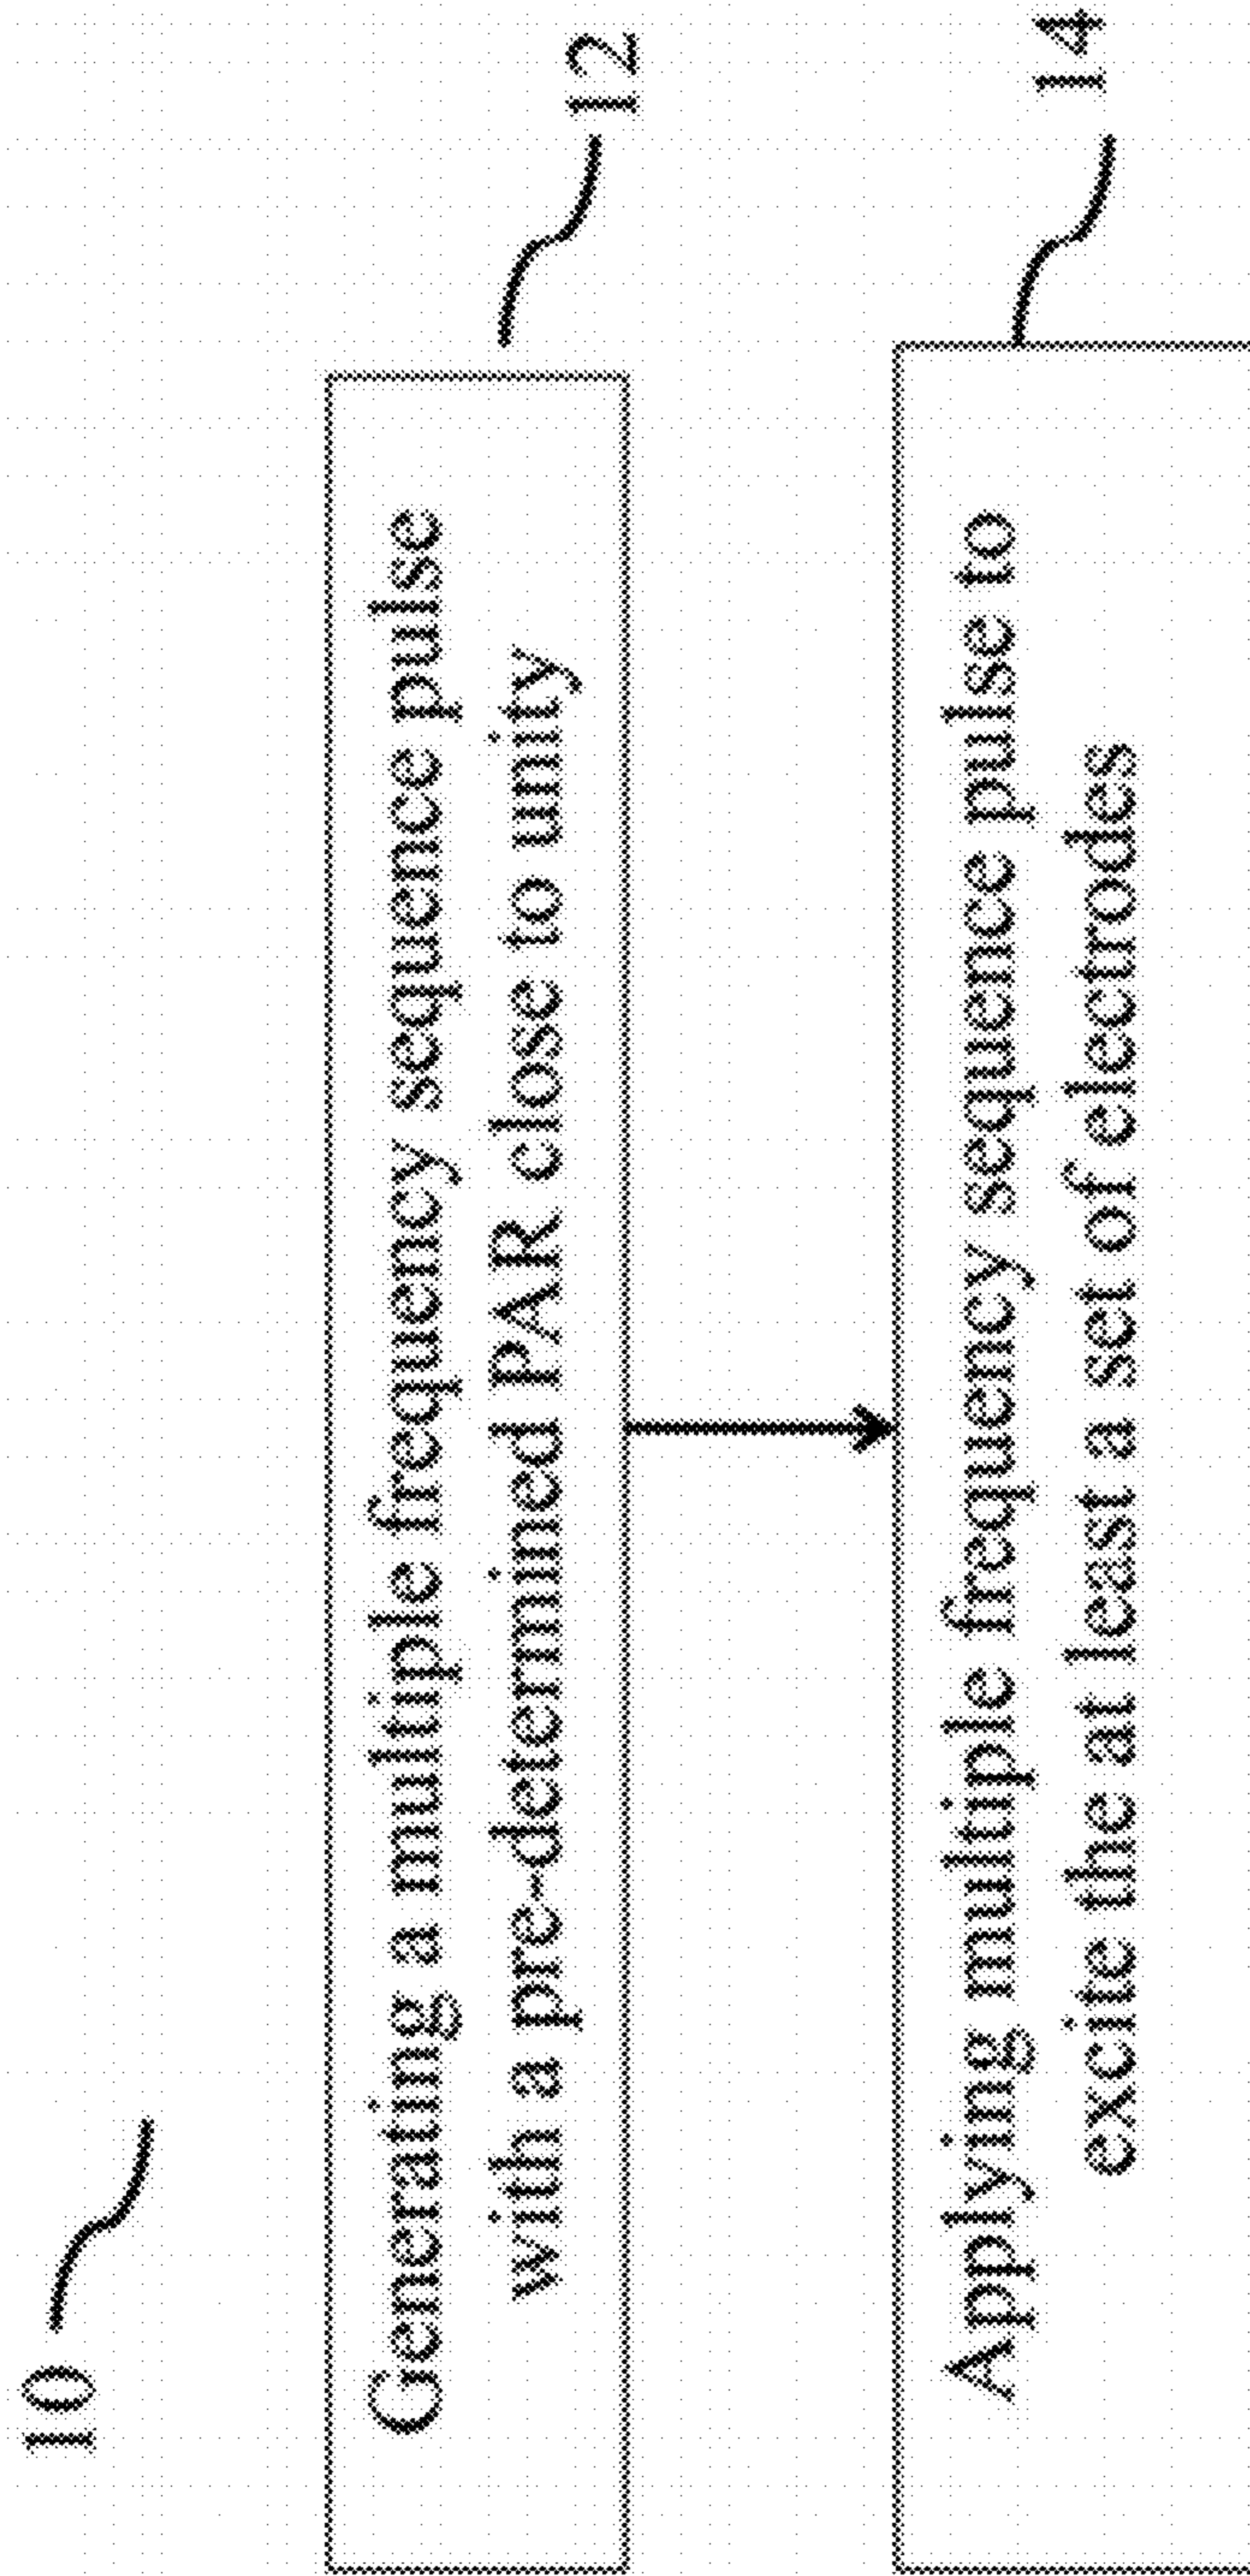 10
Generating a multiple frequency sequence pulse
with a pre-determined PAR close to unity
12
Applying multiple frequency sequence pulse to
excite the at least a set of electrodes
14